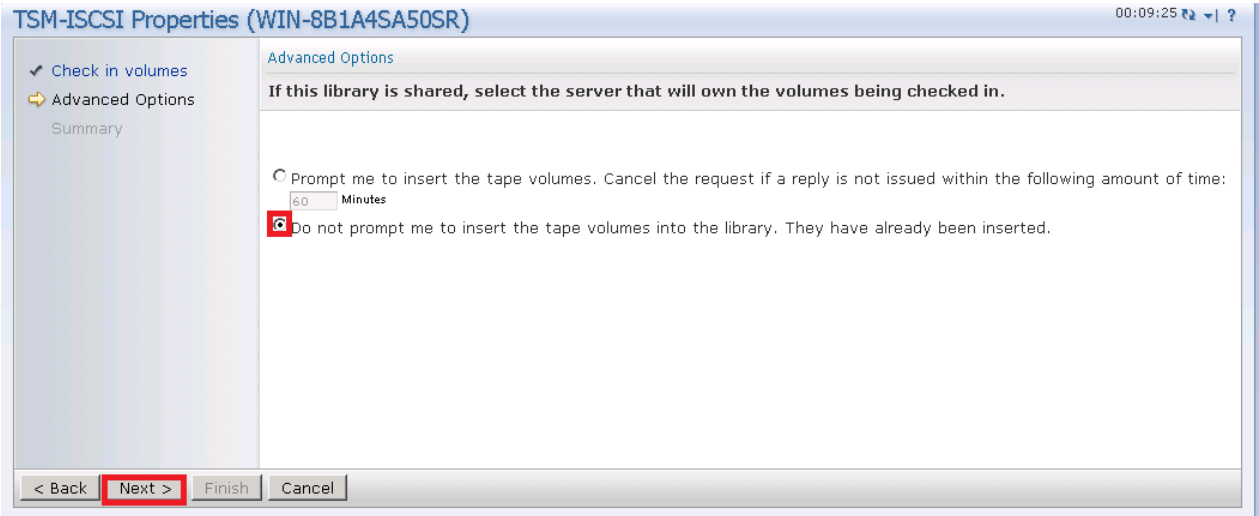 TSM-ISCSI Properties (WIN-8B1A4SA50SR)
00:09:25
?
Check in volumes
Advanced Options
Summary
Advanced Options
If this library is shared, select the server that will own the volumes being checked in.
Prompt me to insert the tape volumes. Cancel the request if a reply is not issued within the following amount of time:
60 Minutes
Do not prompt me to insert the tape volumes into the library. They have already been inserted.
< Back Next > Finish Cancel